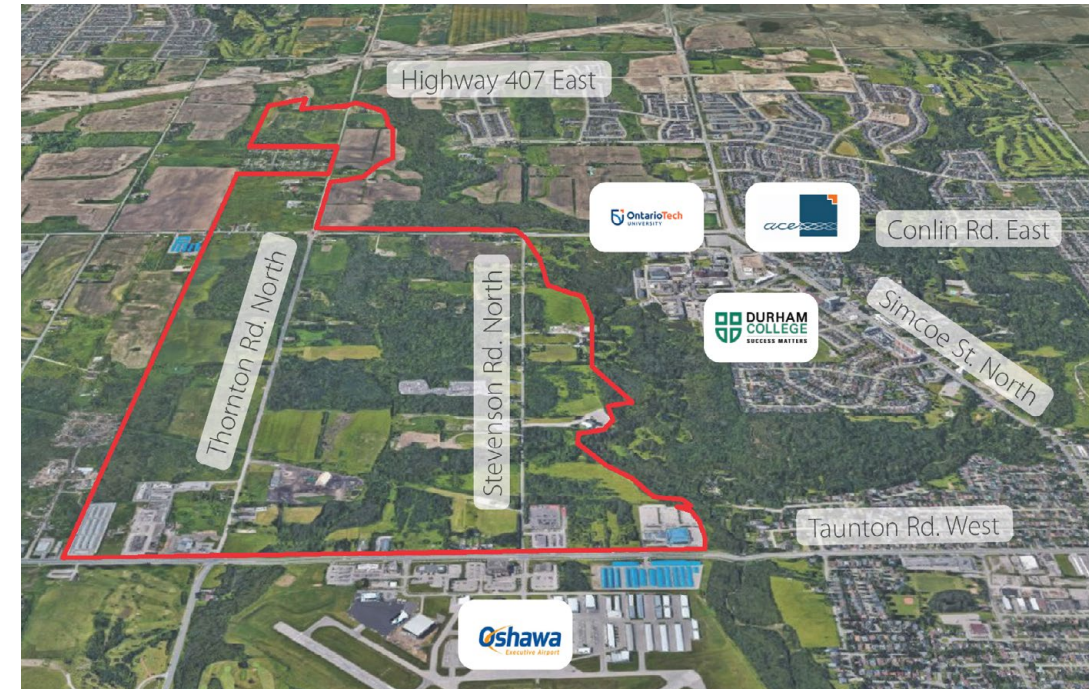 Highway 407 East
OntarioTech
UNIVERSITY
ace
Conlin Rd. East
Thornton Rd. North
Stevenson Rd. North
DURHAM
COLLEGE
SUCCESS MATTERS
Simcoe St. North
Taunton Rd. West
Oshawa
Executive Airport